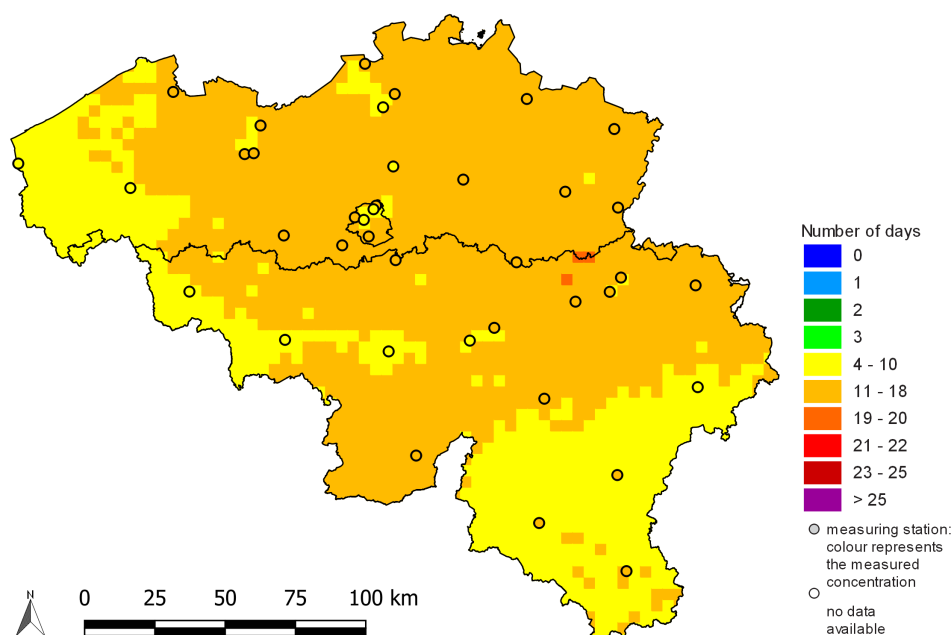 Number of days
0
1
2
3
4 - 10
11 - 18
19 - 20
21 - 22
23 - 25
> 25
measuring station:
colour represents
the measured
concentration
no data
available
N
0 25 50 75 100 km